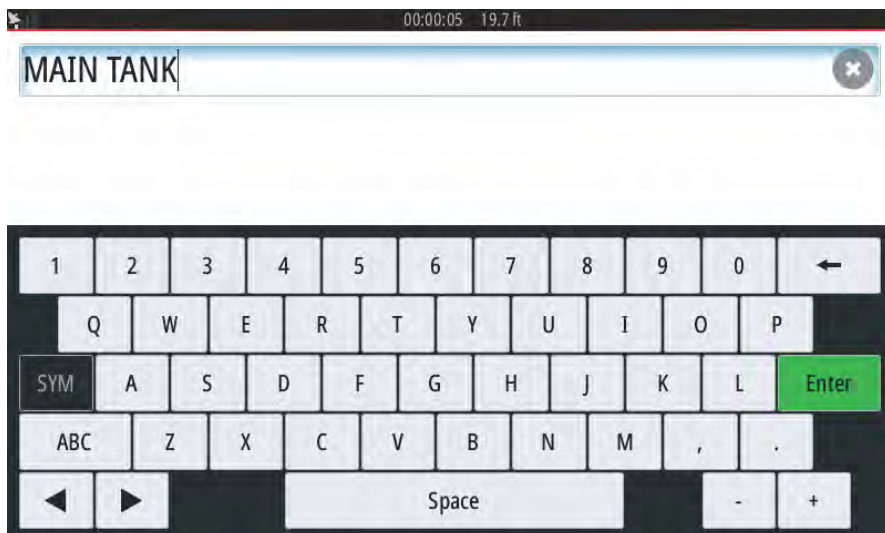 00:00:05 19.7 ft
MAIN TANK
1 2 3 4 5 6 7 8 9 0 ←
Q W E R T Y U I O P
SYM A S D F G H J K L Enter
ABC Z X C V B N M , .
◀ ▶ Space - +